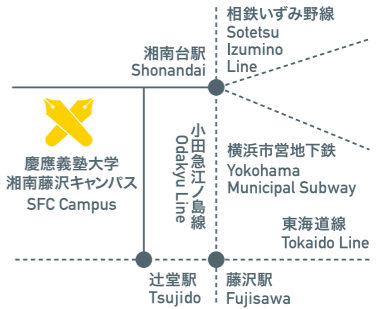 相鉄いずみ野線
Sotetsu
Izumino
Line
湘南台駅
Shonandai
小田急江ノ島線
Odakyu Line
慶應義塾大学
湘南藤沢キャンパス
SFC Campus
横浜市営地下鉄
Yokohama
Municipal Subway
東海道線
Tokaido Line
辻堂駅
Tsujido
藤沢駅
Fujisawa